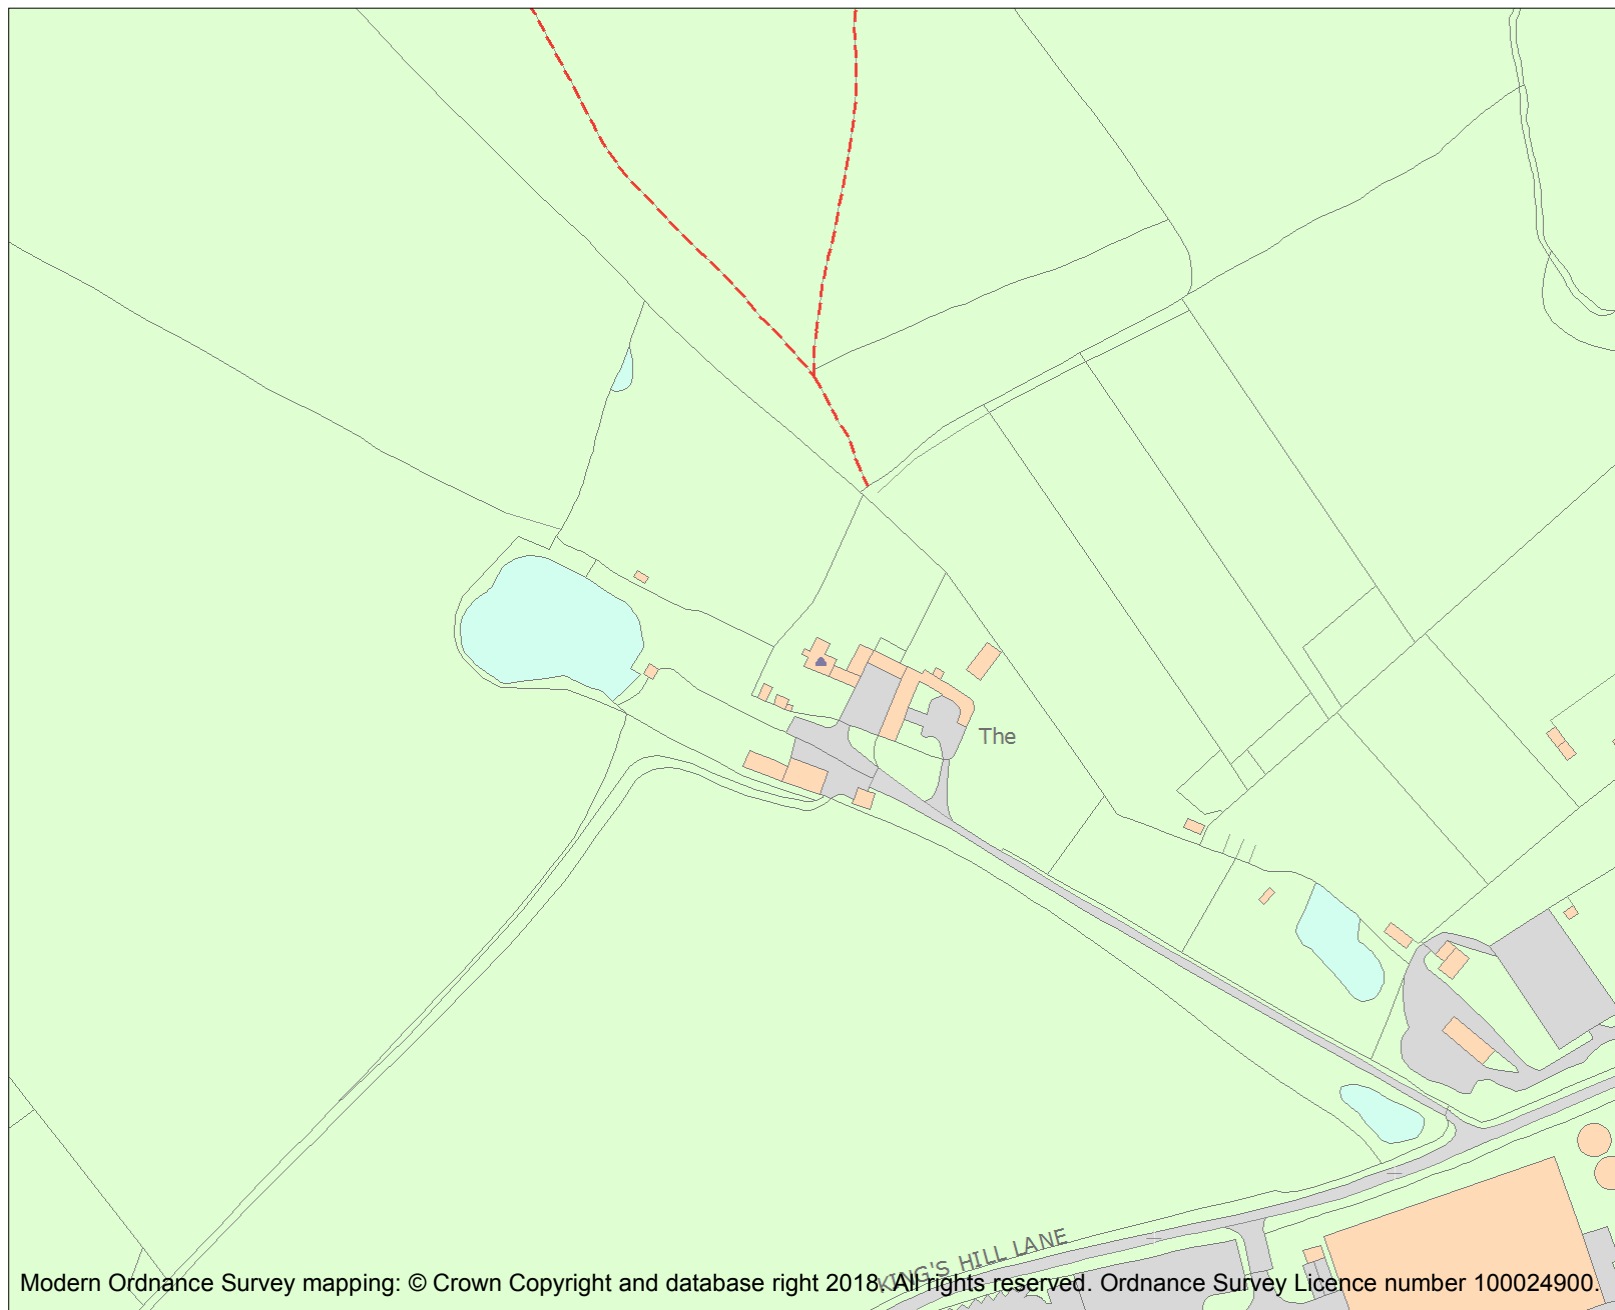 The
KING'S HILL LANE
Modern Ordnance Survey mapping: © Crown Copyright and database right 2018. All rights reserved. Ordnance Survey Licence number 100024900.